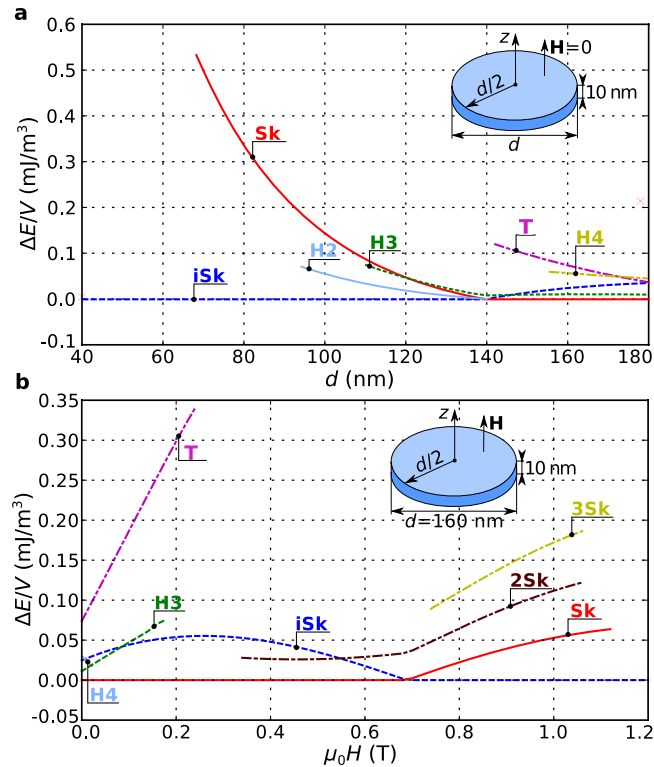 a
0.6
0.5
0.4
0.3
0.2
0.1
0.0
-0.1
ΔE/V (mJ/m³)
40
60
80
100
120
140
160
180
d (nm)
iSk
Sk
H2
H3
T
H4
z
H=0
d/2
10 nm
d
b
0.35
0.30
0.25
0.20
0.15
0.10
0.05
0.00
-0.05
ΔE/V (mJ/m³)
0.0
0.2
0.4
0.6
0.8
1.0
1.2
μ₀H (T)
T
H3
H4
iSk
2Sk
3Sk
Sk
z
H
d/2
10 nm
d=160 nm